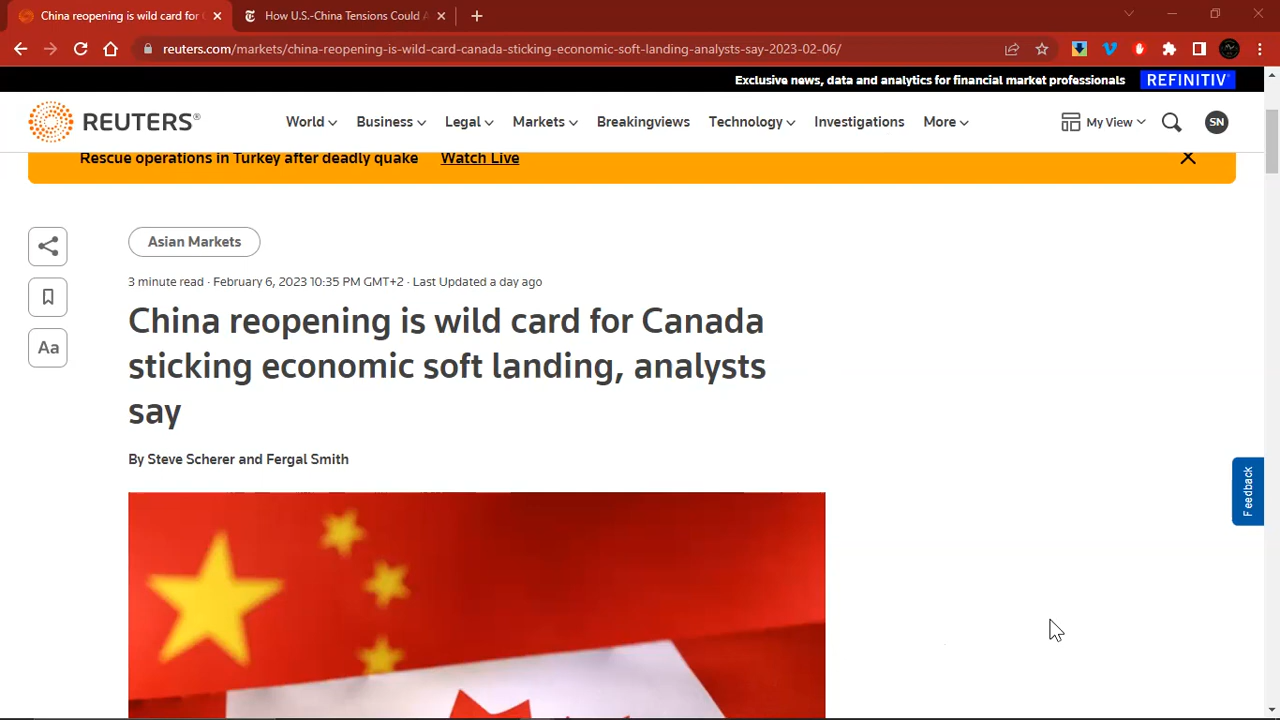 China reopening is wild card for
How U.S.-China Tensions Could A
reuters.com/markets/china-reopening-is-wild-card-canada-sticking-economic-soft-landing-analysts-say-2023-02-06/
Exclusive news, data and analytics for financial market professionals REFINITIV
REUTERS®
World
Business
Legal
Markets
Breakingviews
Technology
Investigations
More
My View
SN
Rescue operations in Turkey after deadly quake Watch Live
Asian Markets
3 minute read · February 6, 2023 10:35 PM GMT+2 · Last Updated a day ago
China reopening is wild card for Canada
sticking economic soft landing, analysts
say
Aa
By Steve Scherer and Fergal Smith
Feedback